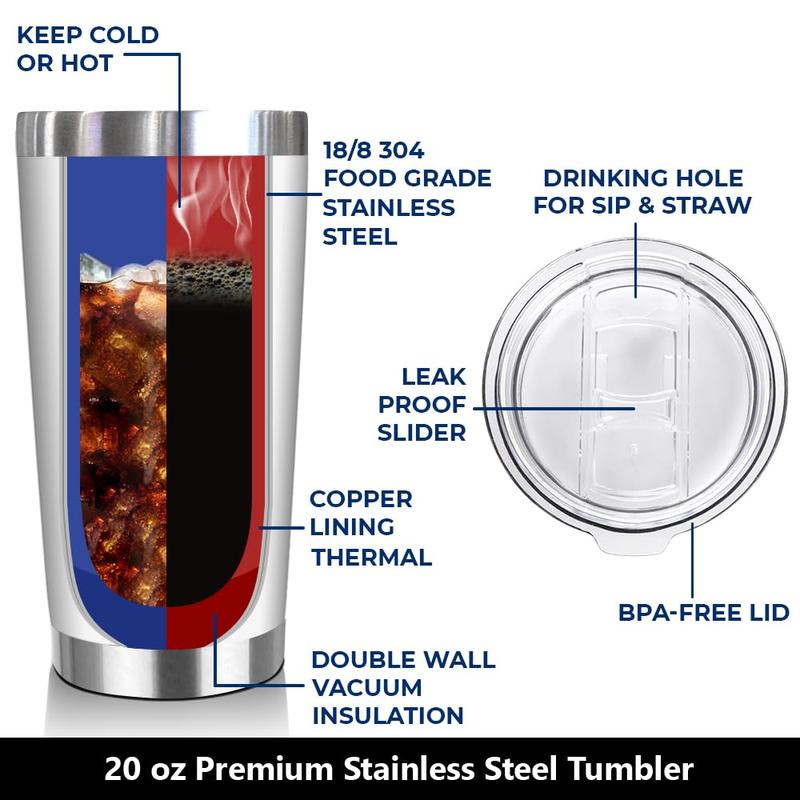 KEEP COLD
OR HOT
18/8 304
FOOD GRADE
STAINLESS
STEEL
DRINKING HOLE
FOR SIP & STRAW
LEAK
PROOF
SLIDER
COPPER
LINING
THERMAL
BPA-FREE LID
DOUBLE WALL
VACUUM
INSULATION
20 oz Premium Stainless Steel Tumbler